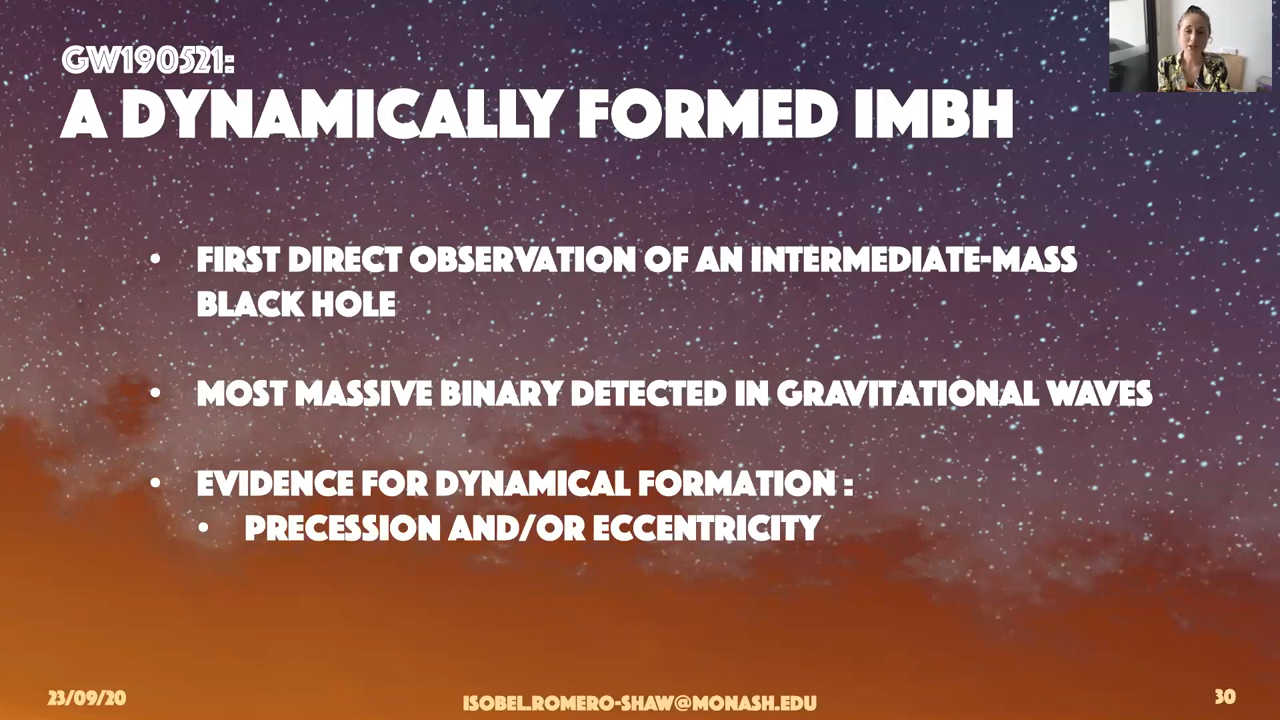 GW190521:
A DYNAMICALLY FORMED IMBH
• FIRST DIRECT OBSERVATION OF AN INTERMEDIATE-MASS
BLACK HOLE
• MOST MASSIVE BINARY DETECTED IN GRAVITATIONAL WAVES
• EVIDENCE FOR DYNAMICAL FORMATION :
• PRECESSION AND/OR ECCENTRICITY
23/09/20
ISOBEL.ROMERO-SHAW@MONASH.EDU
30